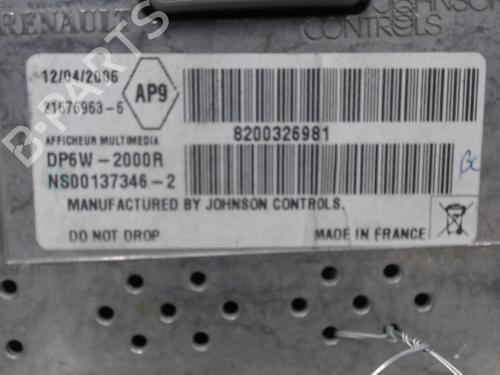 RENAULT
JOHNSON
CONTROLS
12/04/2006
21676963-6
AP9
AFFICHEUR MULTIMEDIA
8200326981
DP6W-2000R
NS00137346-2
MANUFACTURED BY JOHNSON CONTROLS.
DO NOT DROP
MADE IN FRANCE
B-PARTS